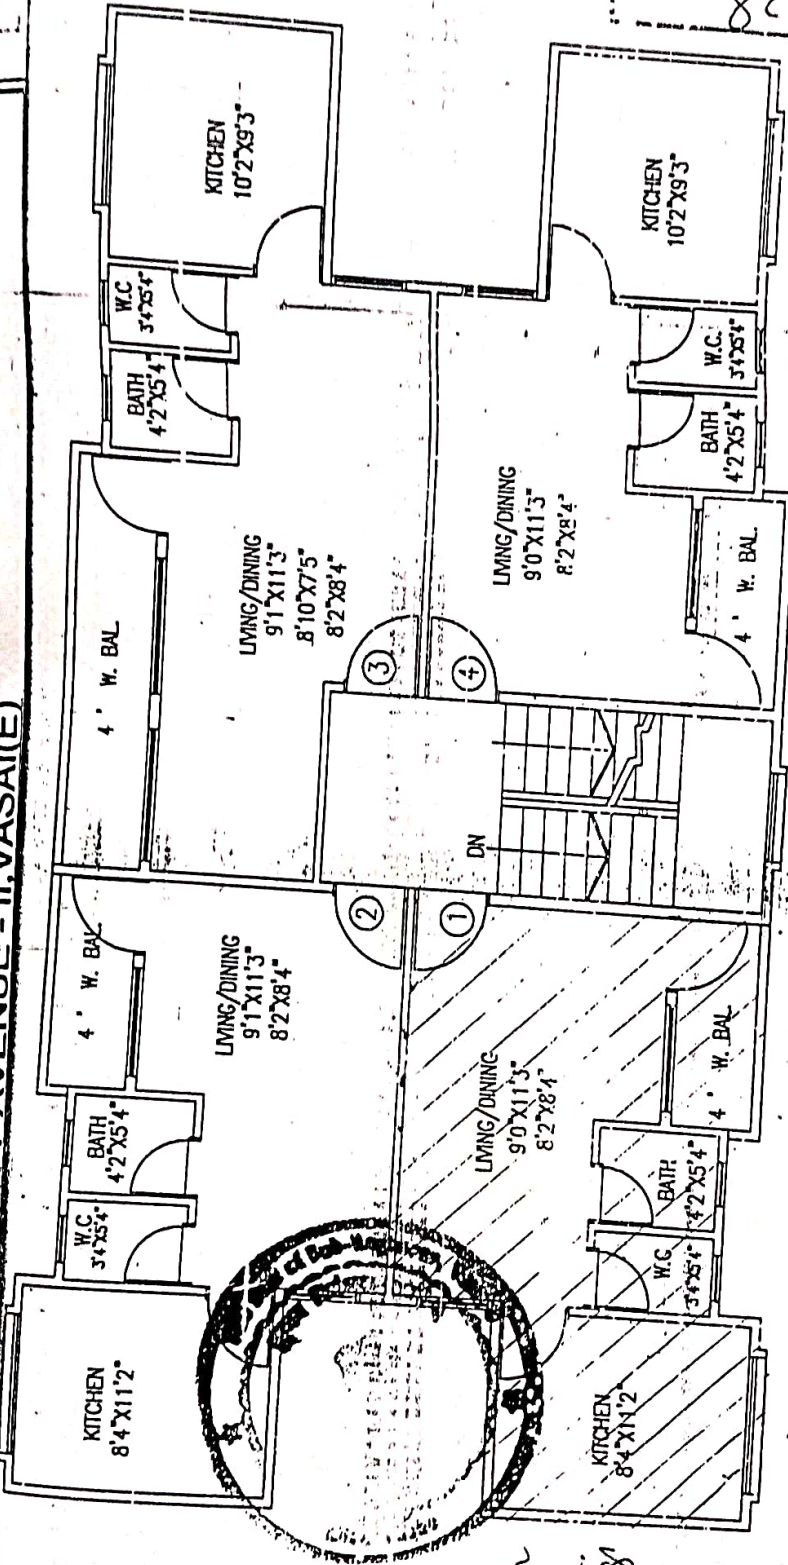 AVENUE - II, VASAI(E)
KITCHEN
8'4"X11'2"
W.C
3'4"X5'4"
BATH
4'2"X5'4"
4' W. BAL
LIVING/DINING
9'1"X11'3"
8'2"X8'4"
2
4' W. BAL
LIVING/DINING
9'1"X11'3"
8'10"X7'5"
8'2"X8'4"
3
BATH
4'2"X5'4"
W.C
3'4"X5'4"
KITCHEN
10'2"X9'3"
KITCHEN
8'4"X11'2"
W.C
3'4"X5'4"
BATH
4'2"X5'4"
4' W. BAL
LIVING/DINING
9'0"X11'3"
8'2"X8'4"
1
DN
4
LIVING/DINING
9'0"X11'3"
8'2"X8'4"
4' W. BAL.
BATH
4'2"X5'4"
W.C.
3'4"X5'4"
KITCHEN
10'2"X9'3"